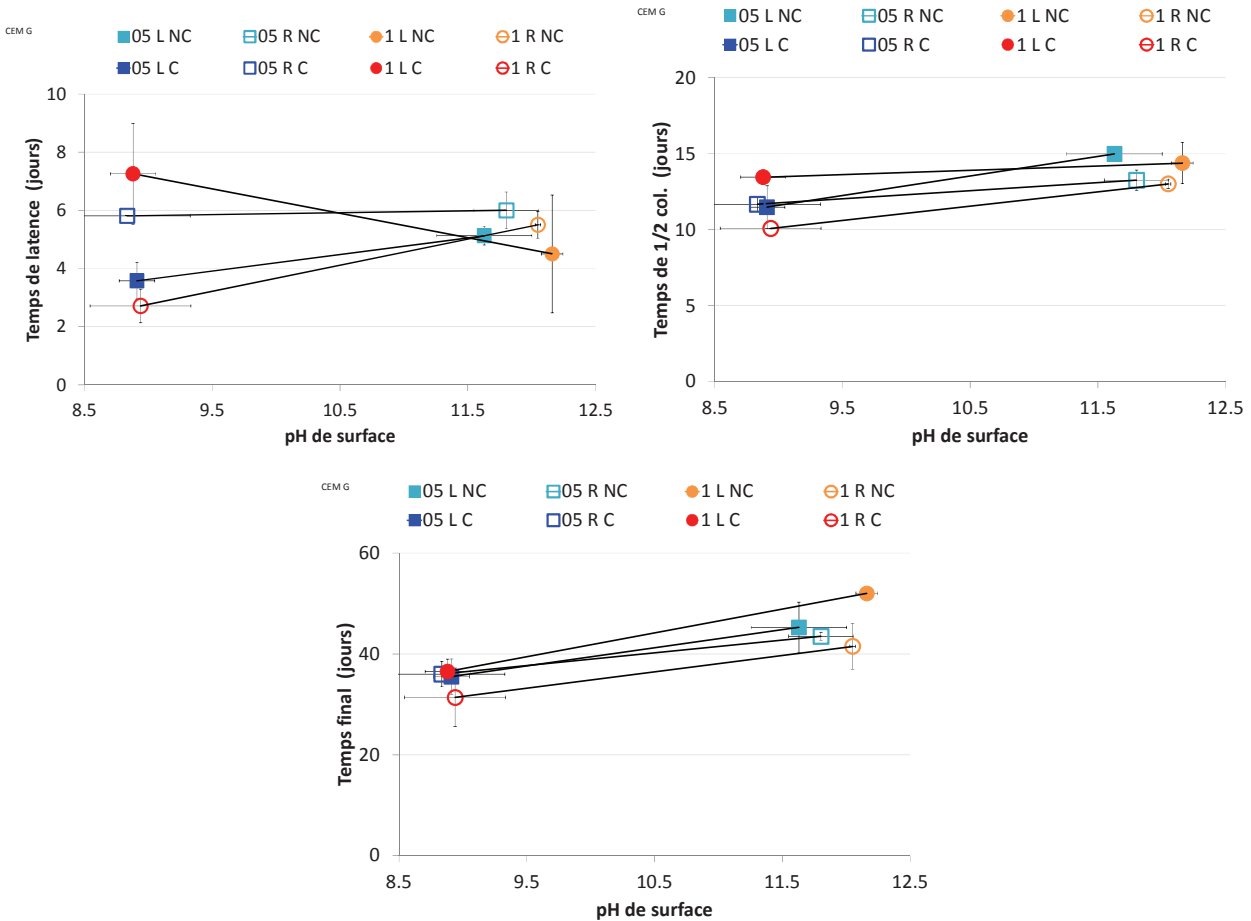 CEM G
05 L NC 05 R NC 1 L NC 1 R NC
05 L C 05 R C 1 L C 1 R C
Temps de latence (jours)
10
8
6
4
2
0
8.5 9.5 10.5 11.5 12.5
pH de surface
CEM G
05 L NC 05 R NC 1 L NC 1 R NC
05 L C 05 R C 1 L C 1 R C
Temps de 1/2 col. (jours)
20
15
10
5
0
8.5 9.5 10.5 11.5 12.5
pH de surface
CEM G
05 L NC 05 R NC 1 L NC 1 R NC
05 L C 05 R C 1 L C 1 R C
Temps final (jours)
60
40
20
0
8.5 9.5 10.5 11.5 12.5
pH de surface